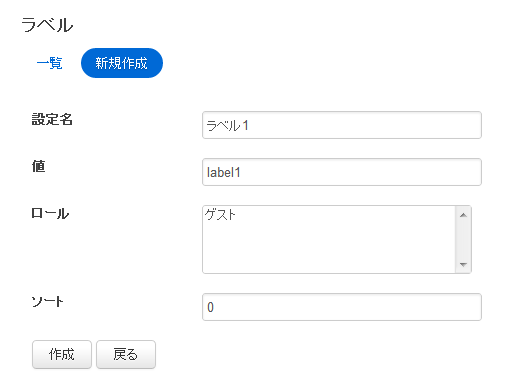 ラベル
一覧 新規作成
設定名 ラベル1
値 label1
ロール ゲスト
ソート 0
作成 戻る